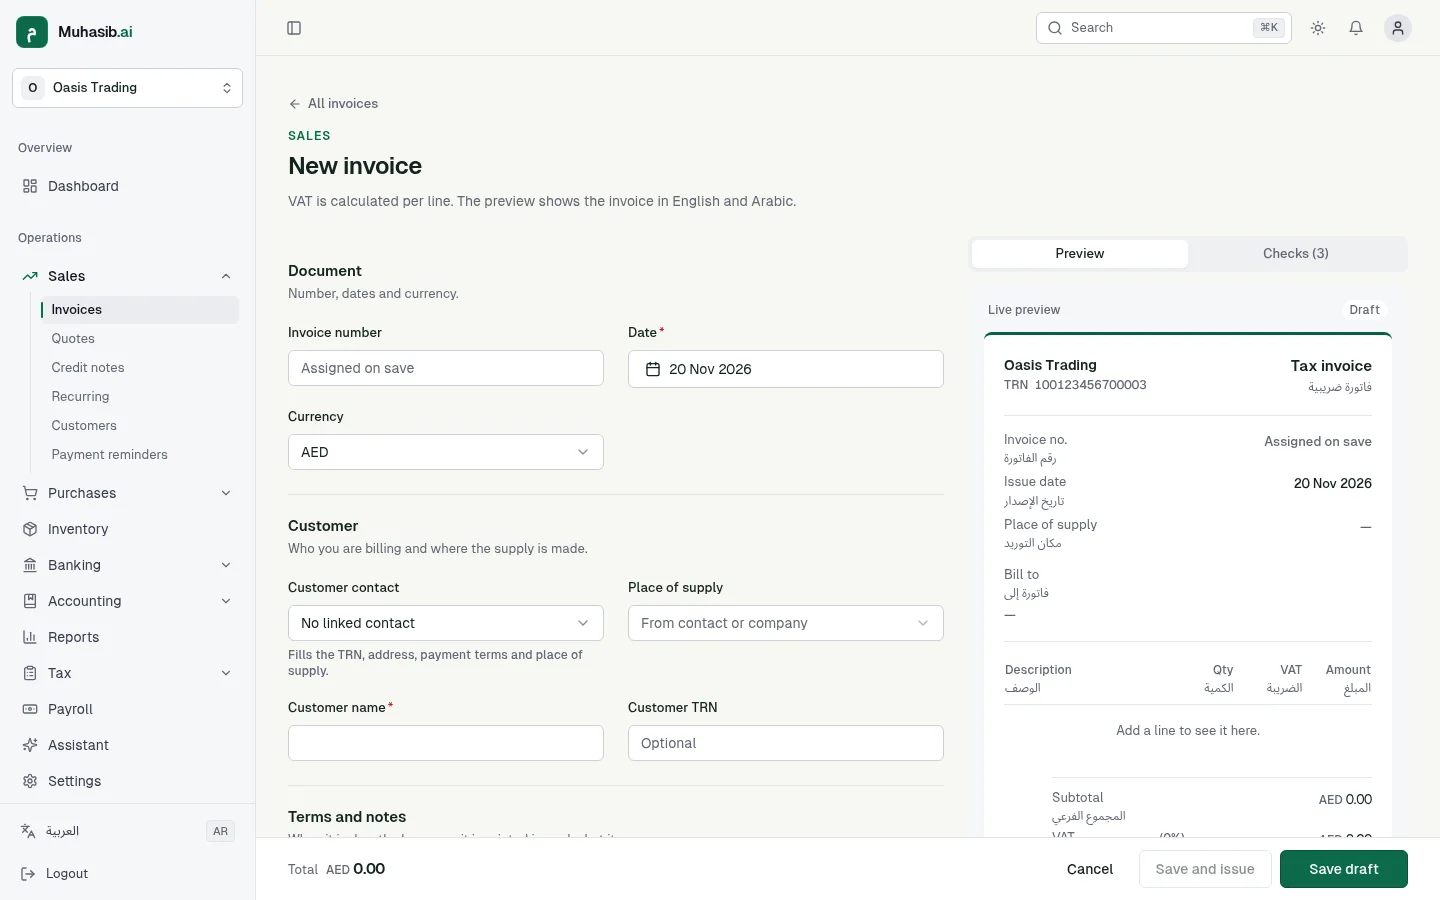 Muhasib.ai
O Oasis Trading
Overview
Dashboard
Operations
Sales
Invoices
Quotes
Credit notes
Recurring
Customers
Payment reminders
Purchases
Inventory
Banking
Accounting
Reports
Tax
Payroll
Assistant
Settings
العربية AR
Logout
Search ⌘K
All invoices
SALES
New invoice
VAT is calculated per line. The preview shows the invoice in English and Arabic.
Document
Number, dates and currency.
Invoice number
Assigned on save
Date*
20 Nov 2026
Currency
AED
Customer
Who you are billing and where the supply is made.
Customer contact
No linked contact
Fills the TRN, address, payment terms and place of
supply.
Place of supply
From contact or company
Customer name*
Customer TRN
Optional
Terms and notes
Preview
Checks (3)
Live preview
Draft
Oasis Trading
TRN 100123456700003
Tax invoice
فاتورة ضريبية
Invoice no.
رقم الفاتورة
Assigned on save
Issue date
تاريخ الإصدار
20 Nov 2026
Place of supply
مكان التوريد
—
Bill to
فاتورة إلى
—
Description Qty VAT Amount
الوصف الكمية الضريبة المبلغ
Add a line to see it here.
Subtotal
المجموع الفرعي
AED 0.00
Total AED 0.00
Cancel
Save and issue
Save draft